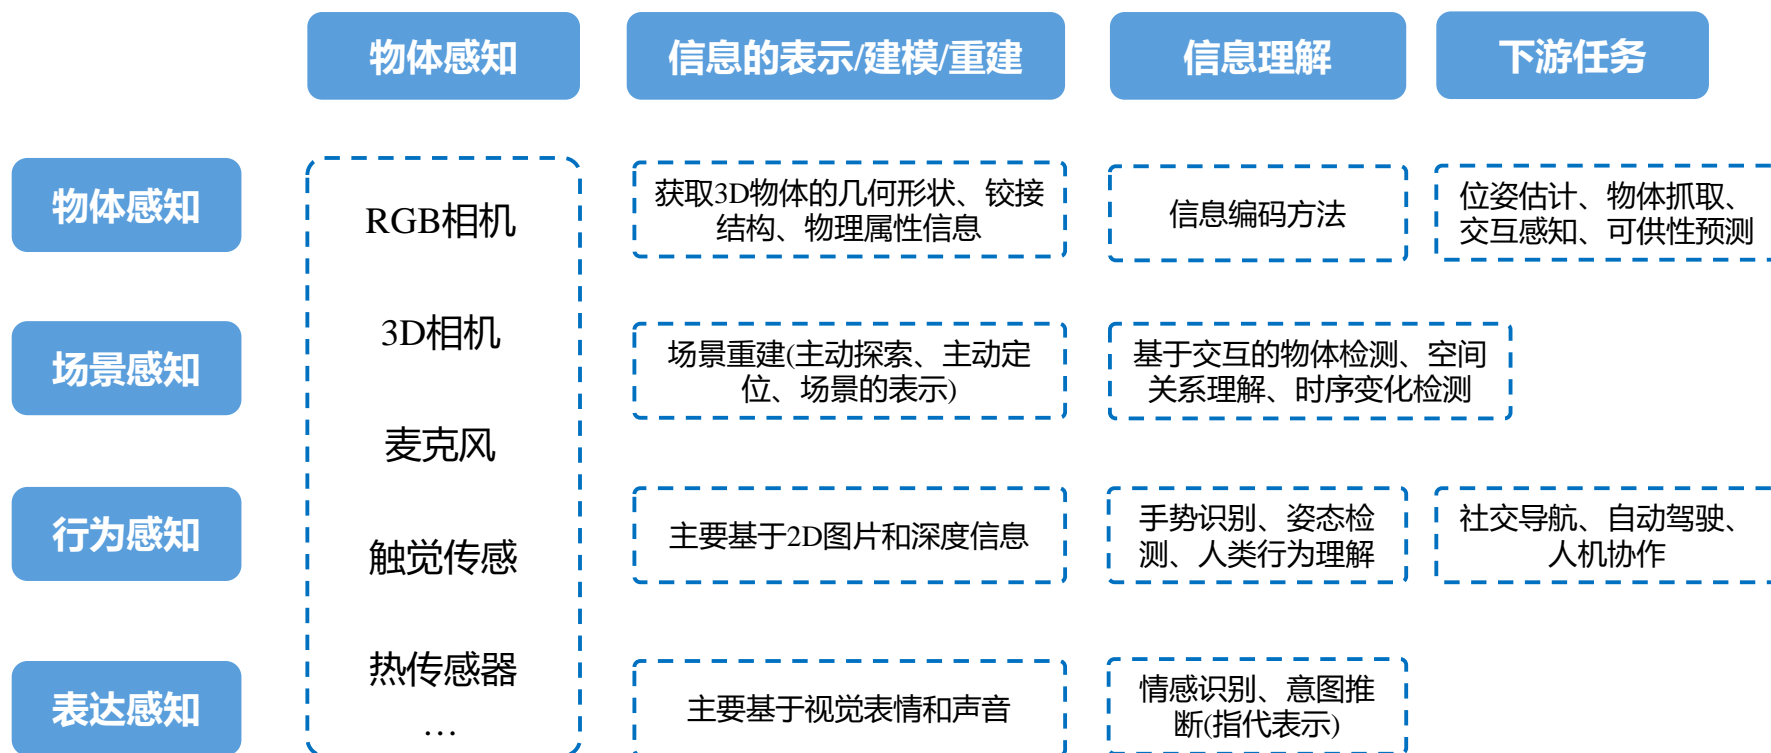 物体感知
信息的表示/建模/重建
信息理解
下游任务
物体感知
场景感知
行为感知
表达感知
RGB相机
3D相机
麦克风
触觉传感
热传感器
…
获取3D物体的几何形状、铰接
结构、物理属性信息
信息编码方法
位姿估计、物体抓取、
交互感知、可供性预测
场景重建(主动探索、主动定
位、场景的表示)
基于交互的物体检测、空间
关系理解、时序变化检测
主要基于2D图片和深度信息
手势识别、姿态检
测、人类行为理解
社交导航、自动驾驶、
人机协作
主要基于视觉表情和声音
情感识别、意图推
断(指代表示)